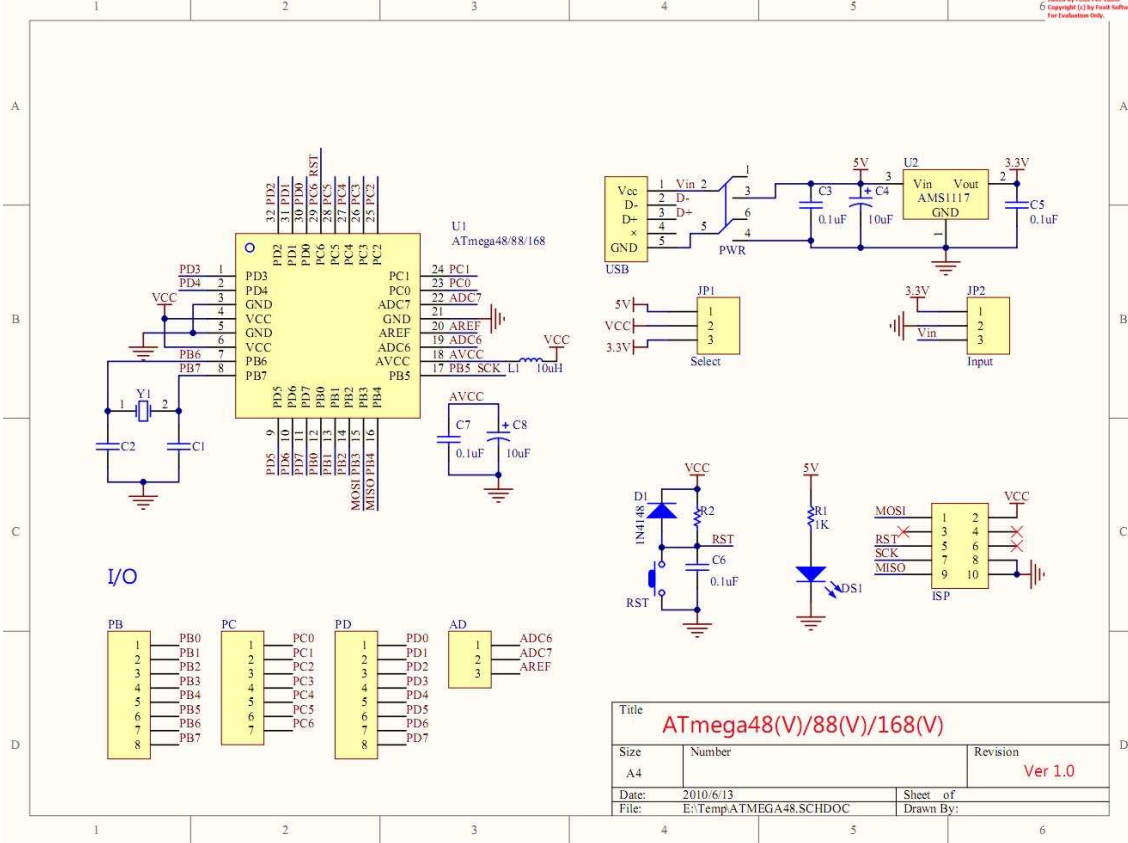 1 2 3 4 5 6
Copyright (c) by Foxit Softw
For Evaluation Only.
A A
B B
C C
D D
U1
ATmega48/88/168
32 PD2
31 PD1
30 PD0
29 PC6 RST
28 PC5
27 PC4
26 PC3
25 PC2
PD2 PD1 PD0 PC6 PC5 PC4 PC3 PC2
PD3 1 PD3
PD4 2 PD4
VCC
3 GND
4 VCC
5 GND
6 VCC
PB6 7 PB6
PB7 8 PB7
PC1 24 PC1
PC0 23 PC0
ADC7 22 ADC7
GND 21
AREF 20 AREF
ADC6 19 ADC6
AVCC 18 AVCC
PB5 17 PB5 SCK
L1 10uH
VCC
PD5 PD6 PD7 PB0 PB1 PB2 PB3 PB4
PD5 9
PD6 10
PD7 11
PB0 12
PB1 13
PB2 14
MOSI PB3 15
MISO PB4 16
Y1
1 2
C2 C1
AVCC
C7
0.1uF
C8
+
10uF
USB
Vcc 1 Vin 2
D- 2 D-
D+ 3 D+
× 4
GND 5
5
1
3
6
4
PWR
C3
0.1uF
5V
C4
+
10uF
U2
3 Vin Vout 2
AMS1117
GND
1
3.3V
C5
0.1uF
JP1
5V 1
VCC 2
3.3V 3
Select
JP2
3.3V 1
2
Vin 3
Input
VCC
D1
1N4148
R2
RST
C6
0.1uF
RST
5V
R1
1K
DS1
VCC
MOSI 1 2
3 4
RST 5 6
SCK 7 8
MISO 9 10
ISP
I/O
PB
1 PB0
2 PB1
3 PB2
4 PB3
5 PB4
6 PB5
7 PB6
8 PB7
PC
1 PC0
2 PC1
3 PC2
4 PC3
5 PC4
6 PC5
7 PC6
PD
1 PD0
2 PD1
3 PD2
4 PD3
5 PD4
6 PD5
7 PD6
8 PD7
AD
1 ADC6
2 ADC7
3 AREF
Title
ATmega48(V)/88(V)/168(V)
Size Number Revision
A4 Ver 1.0
Date: 2010/6/13 Sheet of
File: E:\Temp\ATMEGA48.SCHDOC Drawn By:
1 2 3 4 5 6